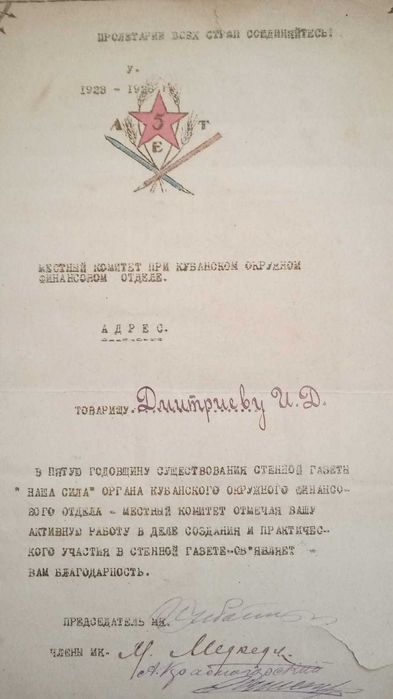 ПРОЛЕТАРИИ ВСЕХ СТРАН СОЕДИНЯЙТЕСЬ!
У.
1923 - 1928
5
Л Е Т
МЕСТНЫЙ КОМИТЕТ ПРИ КУБАНСКОМ ОКРУЖНОМ
ФИНАНСОВОМ ОТДЕЛЕ.
АДРЕС.
ТОВАРИЩУ. Дмитриеву И.Д.
В ПЯТУЮ ГОДОВЩИНУ СУЩЕСТВОВАНИЯ СТЕННОЙ ГАЗЕТЫ
"НАША СИЛА" ОРГАНА КУБАНСКОГО ОКРУЖНОГО ФИНАНСО-
ВОГО ОТДЕЛА - МЕСТНЫЙ КОМИТЕТ ОТМЕЧАЯ ВАШУ
АКТИВНУЮ РАБОТУ В ДЕЛЕ СОЗДАНИЯ И ПРАКТИЧЕС-
КОГО УЧАСТИЯ В СТЕННОЙ ГАЗЕТЕ-ОБ"ЯВЛЯЕТ -
ВАМ БЛАГОДАРНОСТЬ.
ПРЕДСЕДАТЕЛЬ МК.
ЧЛЕНЫ МК- М.